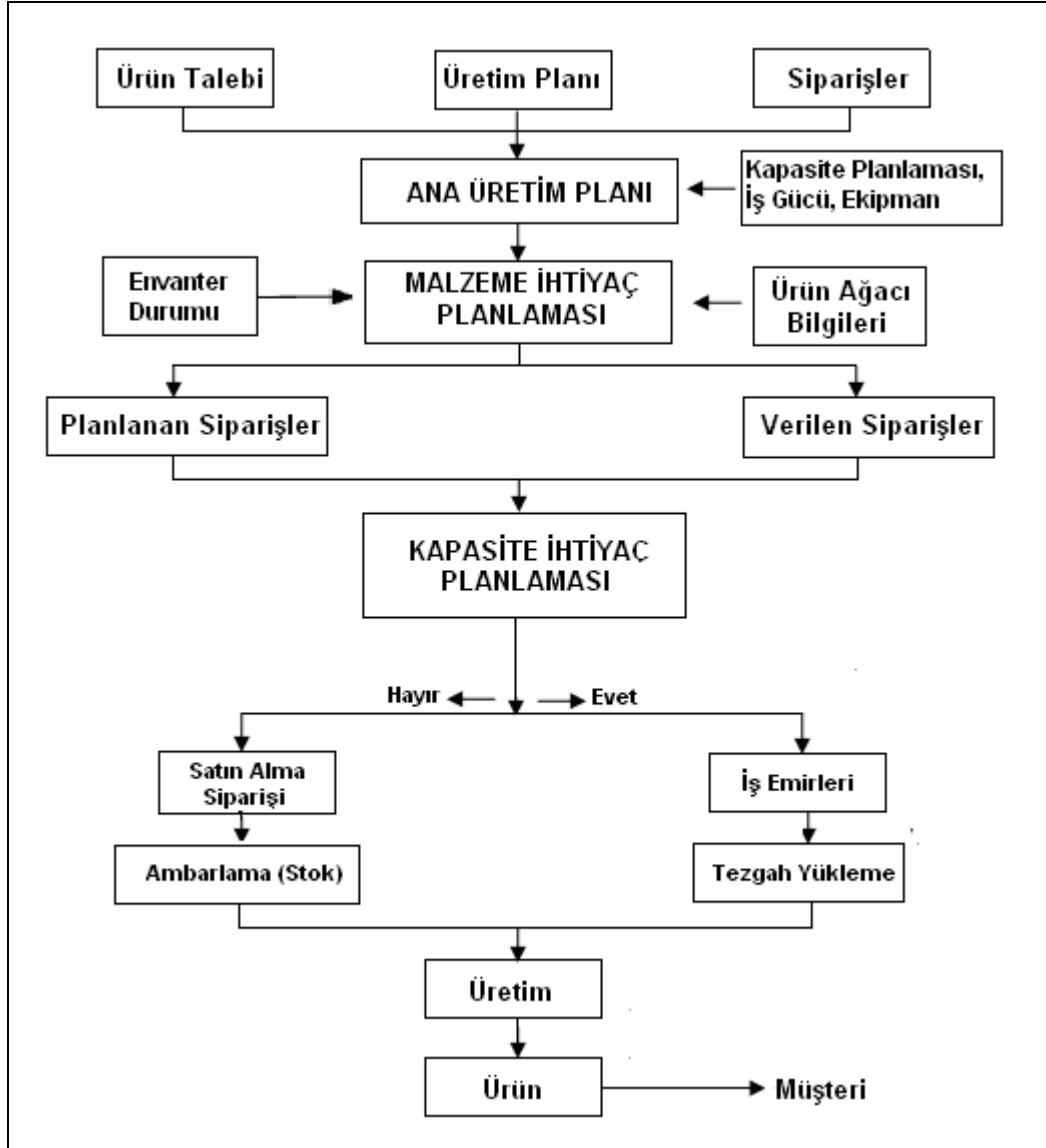 Ürün Talebi
Üretim Planı
Siparişler
ANA ÜRETİM PLANI
Kapasite Planlaması,
İş Gücü, Ekipman
Envanter
Durumu
MALZEME İHTİYAÇ
PLANLAMASI
Ürün Ağacı
Bilgileri
Planlanan Siparişler
Verilen Siparişler
KAPASİTE İHTİYAÇ
PLANLAMASI
Hayır
Evet
Satın Alma
Siparişi
İş Emirleri
Ambarlama (Stok)
Tezgah Yükleme
Üretim
Ürün
Müşteri